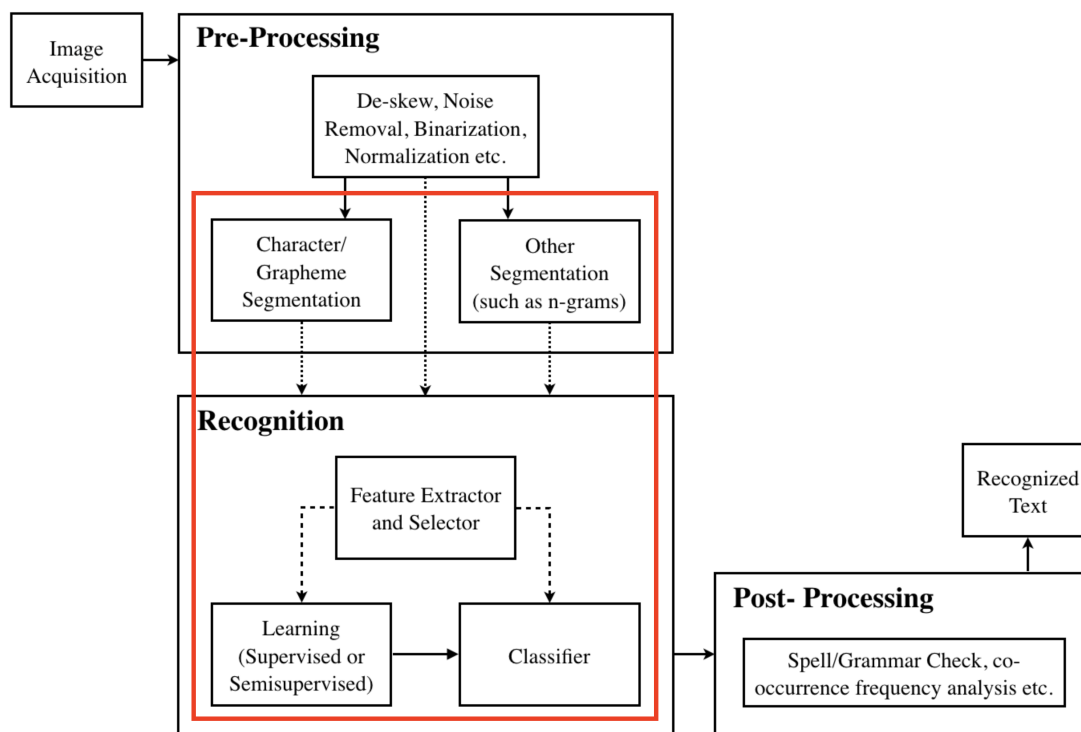 Image
Acquisition
Pre-Processing
De-skew, Noise
Removal, Binarization,
Normalization etc.
Character/
Grapheme
Segmentation
Other
Segmentation
(such as n-grams)
Recognition
Feature Extractor
and Selector
Learning
(Supervised or
Semisupervised)
Classifier
Post- Processing
Spell/Grammar Check, co-
occurrence frequency analysis etc.
Recognized
Text